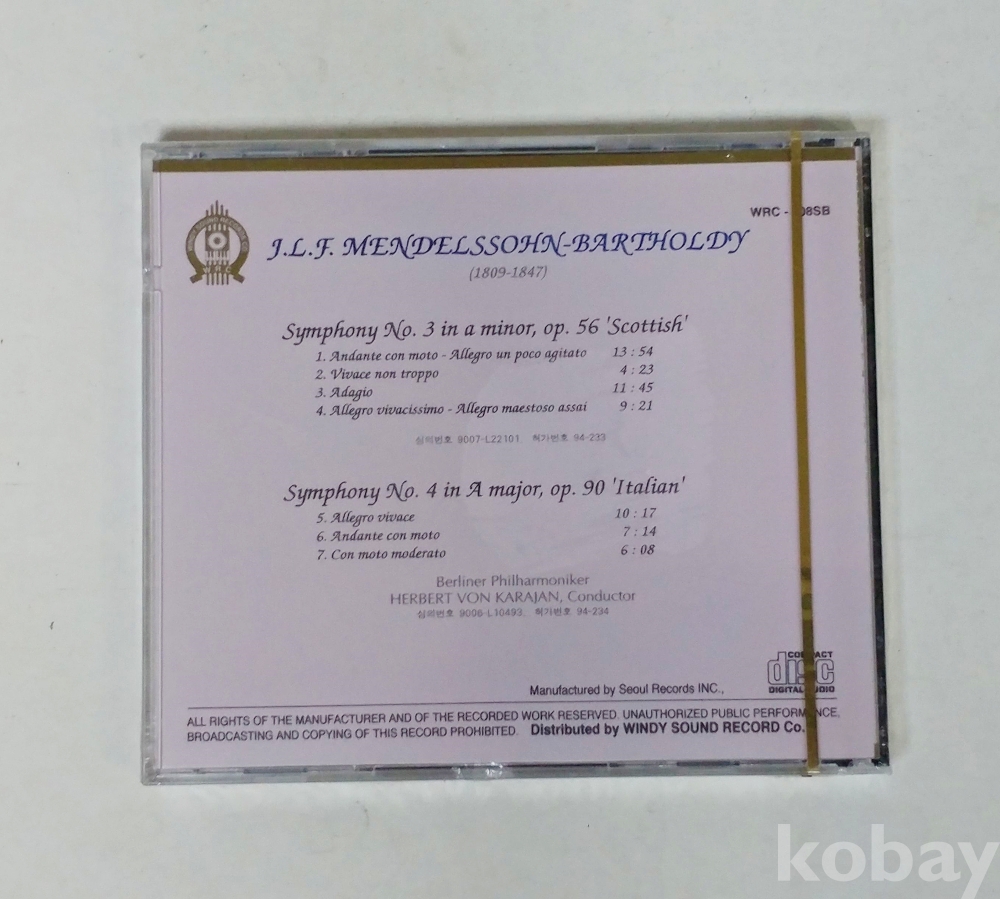 WRC - 08SB
WINDY SOUND RECORDS CO.
W R C
J.L.F. MENDELSSOHN-BARTHOLDY
(1809-1847)
Symphony No. 3 in a minor, op. 56 'Scottish'
1. Andante con moto - Allegro un poco agitato 13 : 54
2. Vivace non troppo 4 : 23
3. Adagio 11 : 45
4. Allegro vivacissimo - Allegro maestoso assai 9 : 21
심의번호 9007-L22101, 허가번호 94-233
Symphony No. 4 in A major, op. 90 'Italian'
5. Allegro vivace 10 : 17
6. Andante con moto 7 : 14
7. Con moto moderato 6 : 08
Berliner Philharmoniker
HERBERT VON KARAJAN, Conductor
심의번호 9006-L10493, 허가번호 94-234
COMPACT
disc
DIGITAL AUDIO
Manufactured by Seoul Records INC.,
ALL RIGHTS OF THE MANUFACTURER AND OF THE RECORDED WORK RESERVED. UNAUTHORIZED PUBLIC PERFORMANCE,
BROADCASTING AND COPYING OF THIS RECORD PROHIBITED. Distributed by WINDY SOUND RECORD Co.
kobay